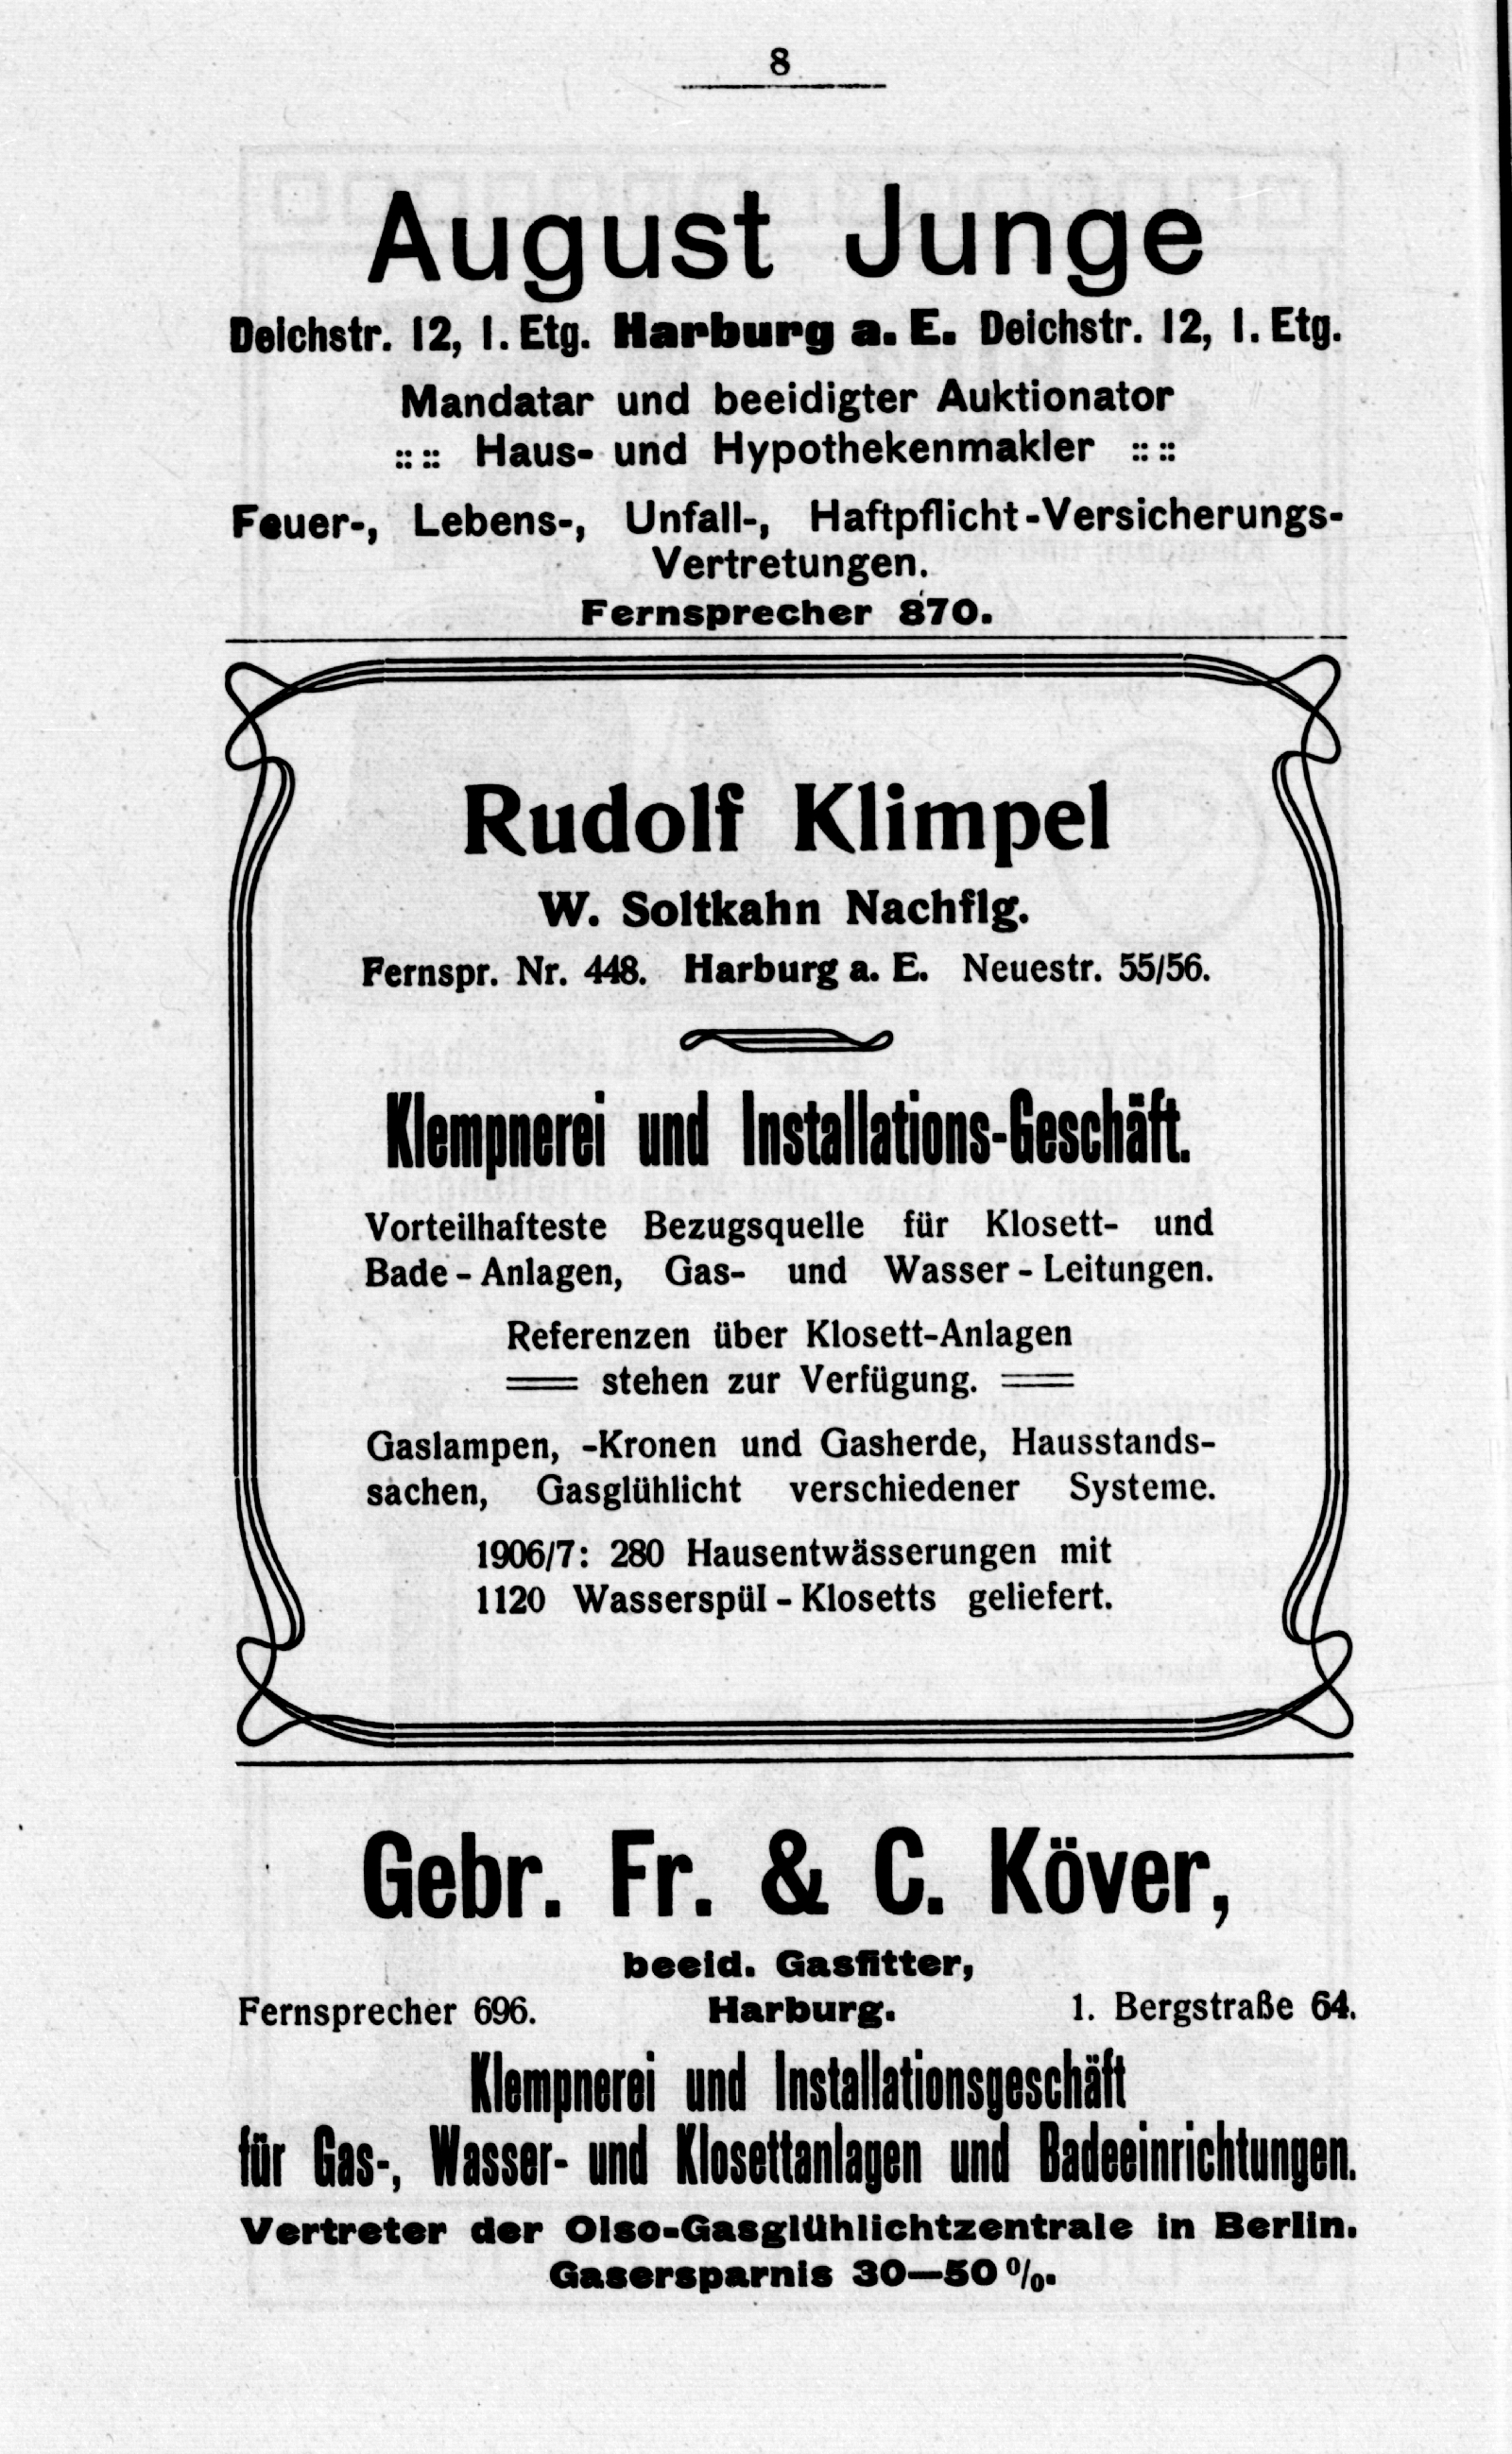 8
August Junge
Deichstr. 12, I. Etg. Harburg a. E. Deichstr. 12, I. Etg.
Mandatar und beeidigter Auktionator
:: :: Haus- und Hypothekenmakler :: ::
Feuer-, Lebens-, Unfall-, Haftpflicht-Versicherungs-
Vertretungen.
Fernsprecher 870.
Rudolf Klimpel
W. Soltkahn Nachflg.
Fernspr. Nr. 448. Harburg a. E. Neuestr. 55/56.
Klempnerei und Installations-Geschäft.
Vorteilhafteste Bezugsquelle für Klosett- und
Bade-Anlagen, Gas- und Wasser-Leitungen.
Referenzen über Klosett-Anlagen
stehen zur Verfügung.
Gaslampen, -Kronen und Gasherde, Hausstands-
sachen, Gasglühlicht verschiedener Systeme.
1906/7: 280 Hausentwässerungen mit
1120 Wasserspül-Klosetts geliefert.
Gebr. Fr. & C. Köver,
beeid. Gasfitter,
Fernsprecher 696. Harburg. 1. Bergstraße 64.
Klempnerei und Installationsgeschäft
für Gas-, Wasser- und Klosettanlagen und Badeeinrichtungen.
Vertreter der Olso-Gasglühlichtzentrale in Berlin.
Gasersparnis 30—50 %.